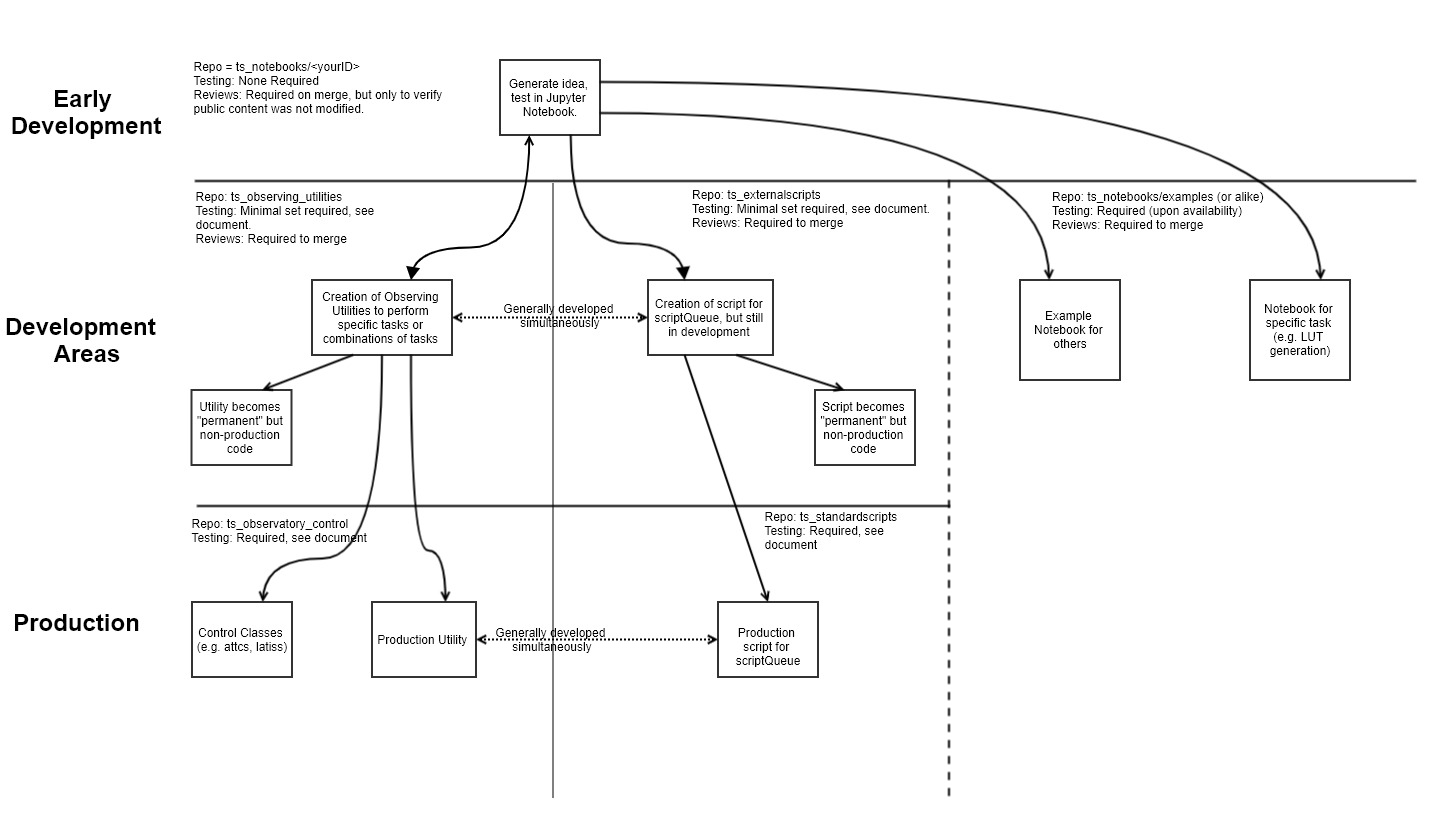 Early
Development
Repo = ts_notebooks/<yourID>
Testing: None Required
Reviews: Required on merge, but only to verify
public content was not modified.
Generate idea,
test in Jupyter
Notebook.
Repo: ts_observing_utilities
Testing: Minimal set required, see
document.
Reviews: Required to merge
Repo: ts_externalscripts
Testing: Minimal set required, see document.
Reviews: Required to merge
Repo: ts_notebooks/examples (or alike)
Testing: Required (upon availability)
Reviews: Required to merge
Development
Areas
Creation of Observing
Utilities to perform
specific tasks or
combinations of tasks
Generally developed
simultaneously
Creation of script for
scriptQueue, but still
in development
Example
Notebook for
others
Notebook for
specific task
(e.g. LUT
generation)
Utility becomes
"permanent" but
non-production
code
Script becomes
"permanent" but
non-production
code
Repo: ts_observatory_control
Testing: Required, see document
Repo: ts_standardscripts
Testing: Required, see
document
Production
Control Classes
(e.g. attcs, latiss)
Production Utility
Generally developed
simultaneously
Production
script for
scriptQueue